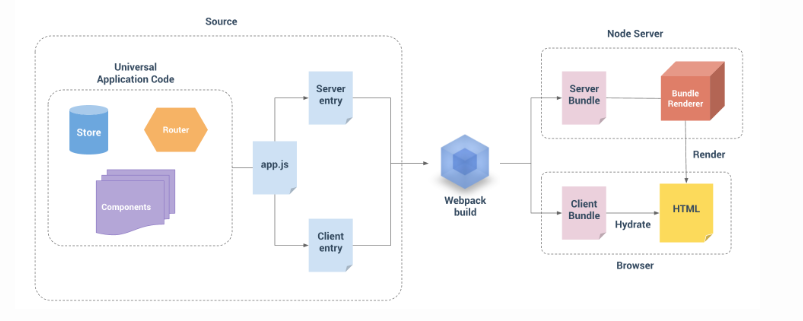 Source
Node Server
Universal
Application Code
Store
Router
Components
app.js
Server
entry
Client
entry
Webpack
build
Server
Bundle
Bundle
Renderer
Render
Client
Bundle
Hydrate
HTML
Browser